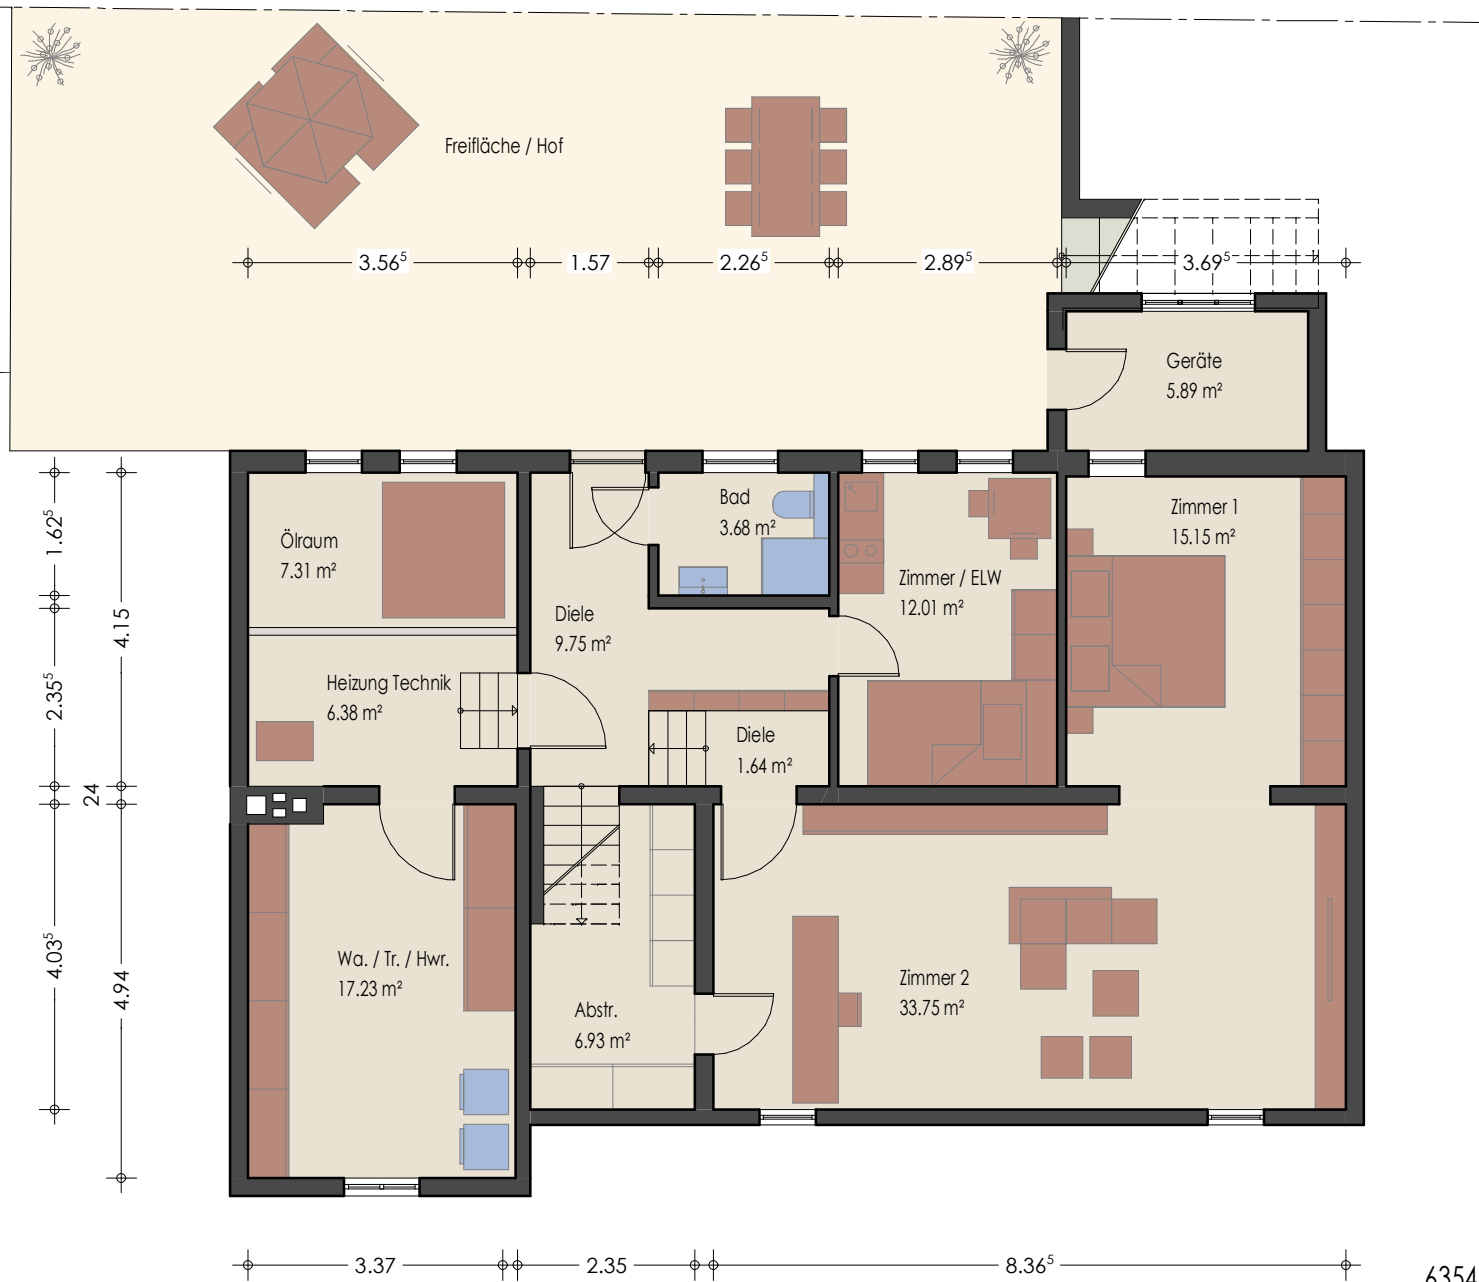 Freifläche / Hof
3.56⁵
1.57
2.26⁵
2.89⁵
3.69⁵
Geräte
5.89 m²
Ölraum
7.31 m²
Bad
3.68 m²
Zimmer 1
15.15 m²
Zimmer / ELW
12.01 m²
Diele
9.75 m²
Heizung Technik
6.38 m²
Diele
1.64 m²
Wa. / Tr. / Hwr.
17.23 m²
Abstr.
6.93 m²
Zimmer 2
33.75 m²
1.62⁵
2.35⁵
4.03⁵
4.15
24
4.94
3.37
2.35
8.36⁵
6354